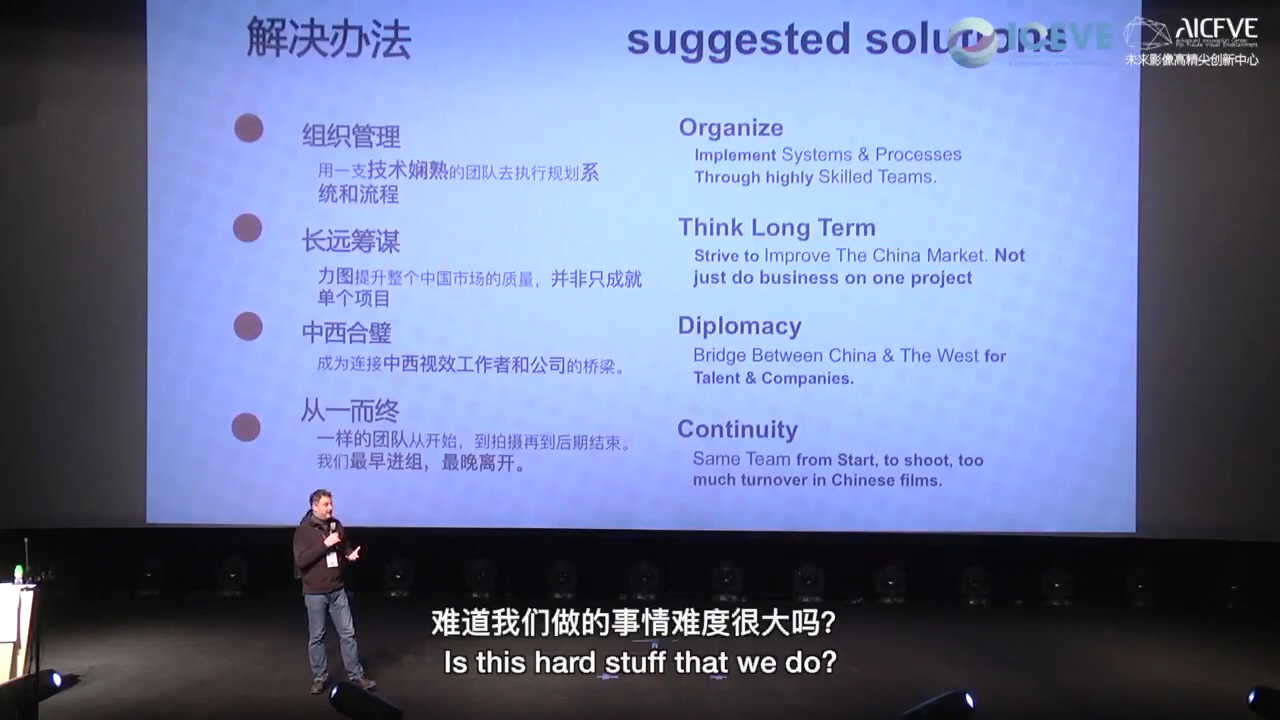 解决办法
suggested solutions
ICEVE
AICFVE
Advanced Innovation Center
For Future Visual Entertainment
未来影像高精尖创新中心
组织管理
用一支技术娴熟的团队去执行规划系
统和流程
长远筹谋
力图提升整个中国市场的质量，并非只成就
单个项目
中西合璧
成为连接中西视效工作者和公司的桥梁。
从一而终
一样的团队从开始，到拍摄再到后期结束。
我们最早进组，最晚离开。
Organize
Implement Systems & Processes
Through highly Skilled Teams.
Think Long Term
Strive to Improve The China Market. Not
just do business on one project
Diplomacy
Bridge Between China & The West for
Talent & Companies.
Continuity
Same Team from Start, to shoot, too
much turnover in Chinese films.
难道我们做的事情难度很大吗？
Is this hard stuff that we do?